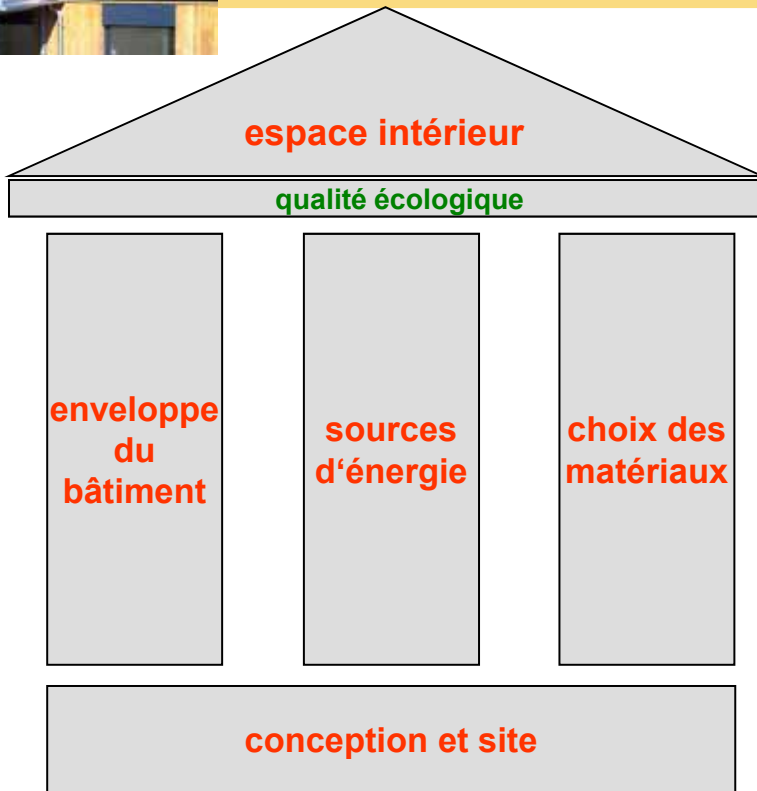 espace intérieur
qualité écologique
enveloppe
du
bâtiment
sources
d‘énergie
choix des
matériaux
conception et site